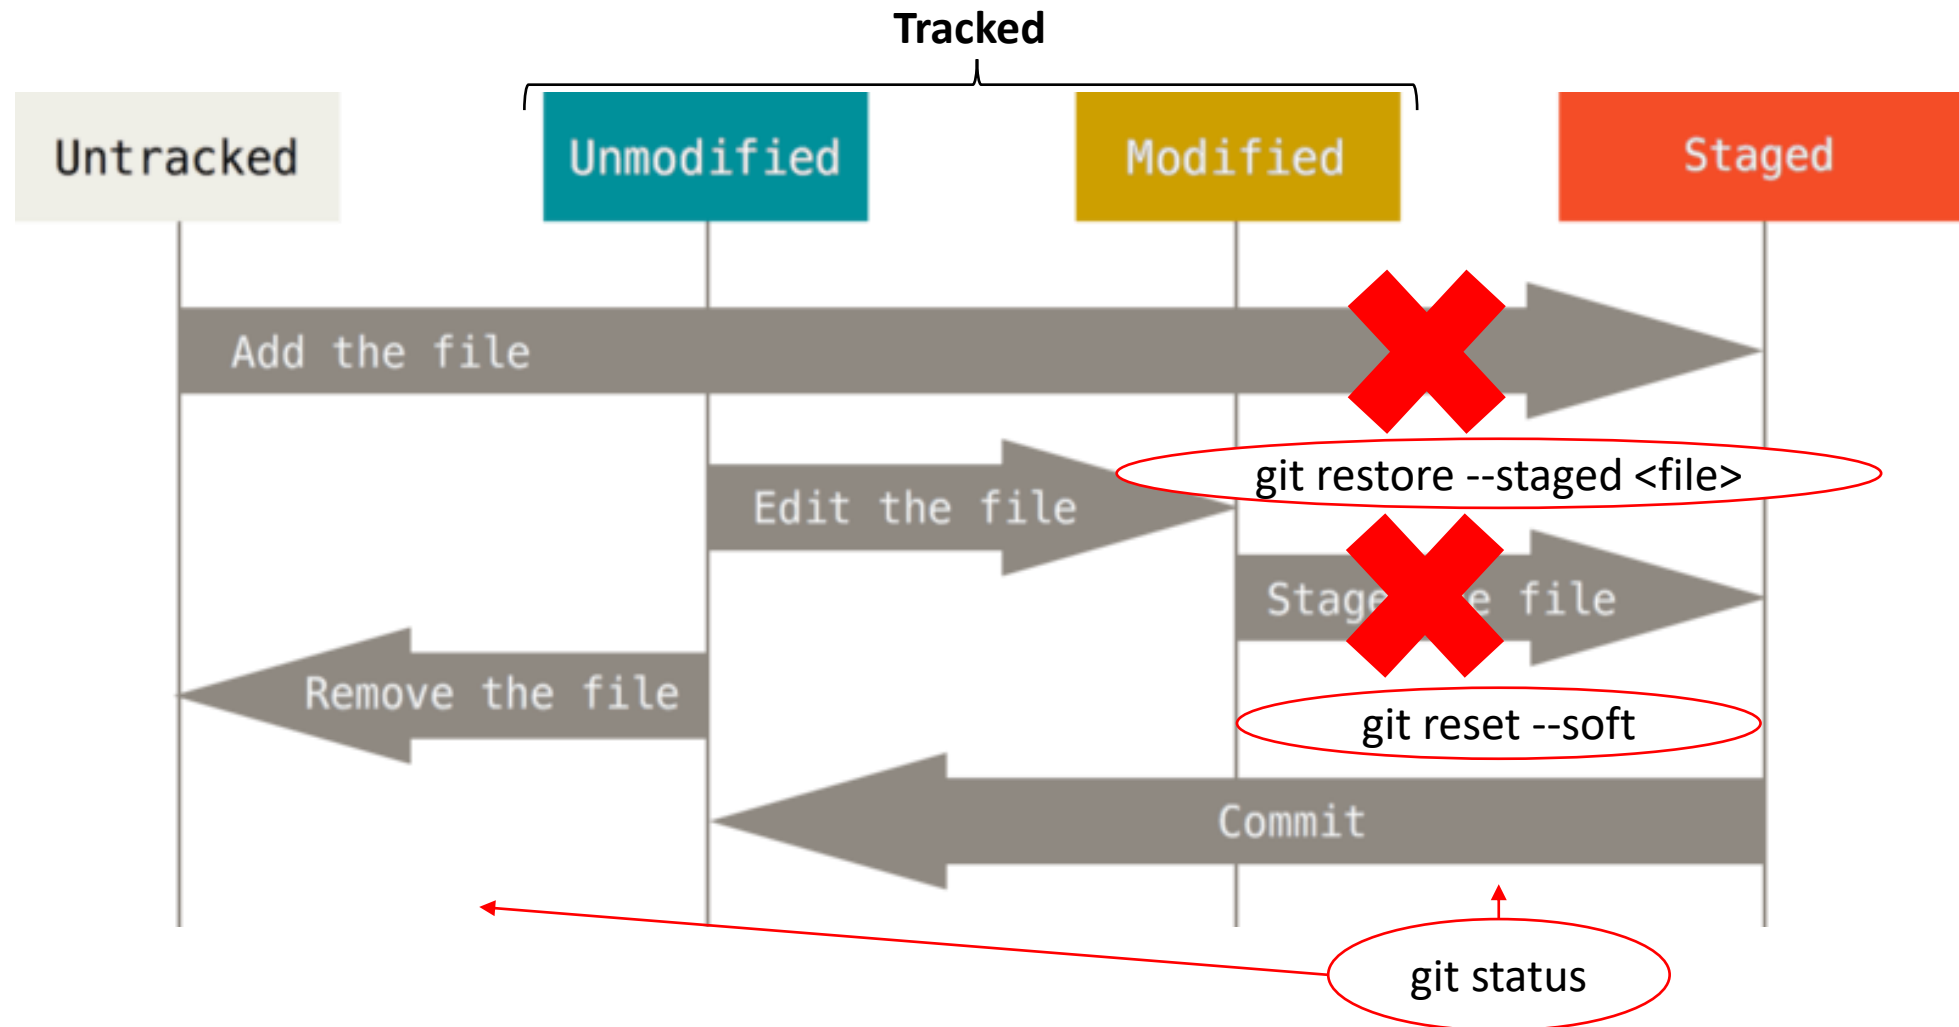 Tracked
Untracked
Unmodified
Modified
Staged
Add the file
git restore --staged <file>
Edit the file
Stage e file
Remove the file
git reset --soft
Commit
git status